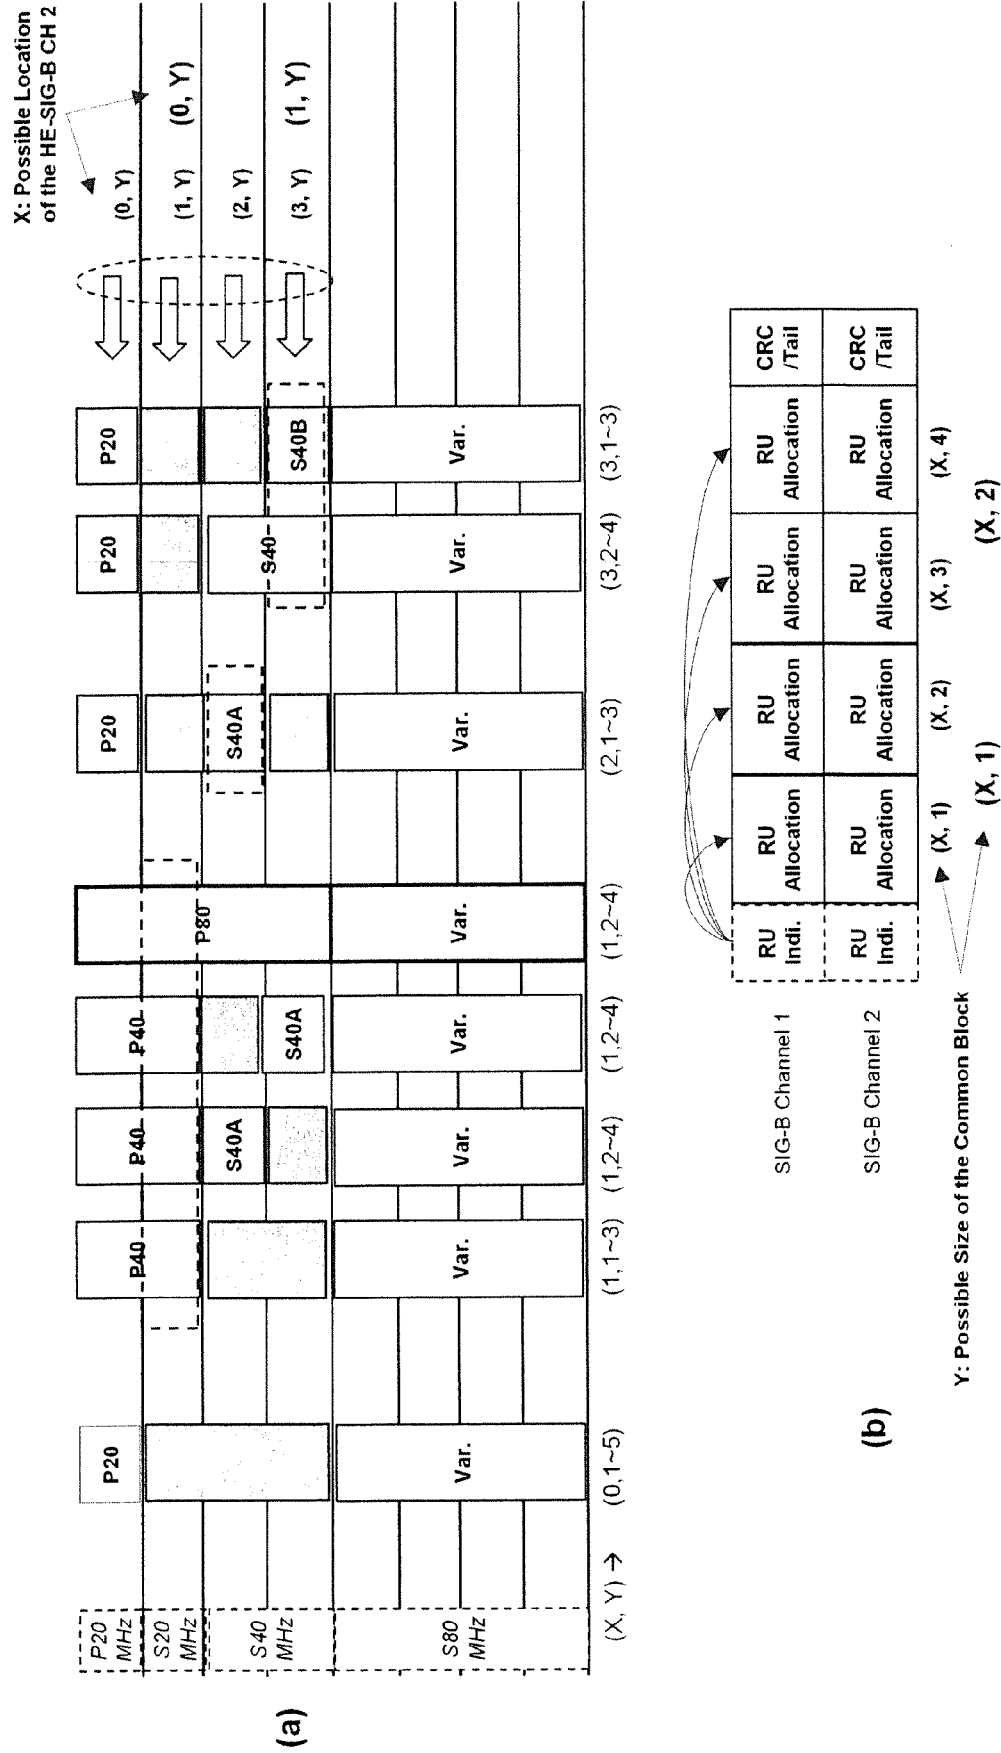 X: Possible Location
of the HE-SIG-B CH 2
(0, Y)
(1, Y)
(2, Y)
(3, Y)
(0, Y)
(1, Y)
(a)
P20
MHz
S20
MHz
S40
MHz
S80
MHz
(X, Y) →
P20
Var.
(0,1~5)
P40
Var.
(1,1~3)
P40
S40A
Var.
(1,2~4)
P40
S40A
Var.
(1,2~4)
P80
Var.
(1,2~4)
P20
S40A
Var.
(2,1~3)
P20
S40
Var.
(3,2~4)
P20
S40B
Var.
(3,1~3)
(b)
SIG-B Channel 1
RU
Indi.
RU
Allocation
RU
Allocation
RU
Allocation
RU
Allocation
CRC
/Tail
SIG-B Channel 2
RU
Indi.
RU
Allocation
RU
Allocation
RU
Allocation
RU
Allocation
CRC
/Tail
(X, 1)
(X, 2)
(X, 3)
(X, 4)
(X, 1)
(X, 2)
Y: Possible Size of the Common Block